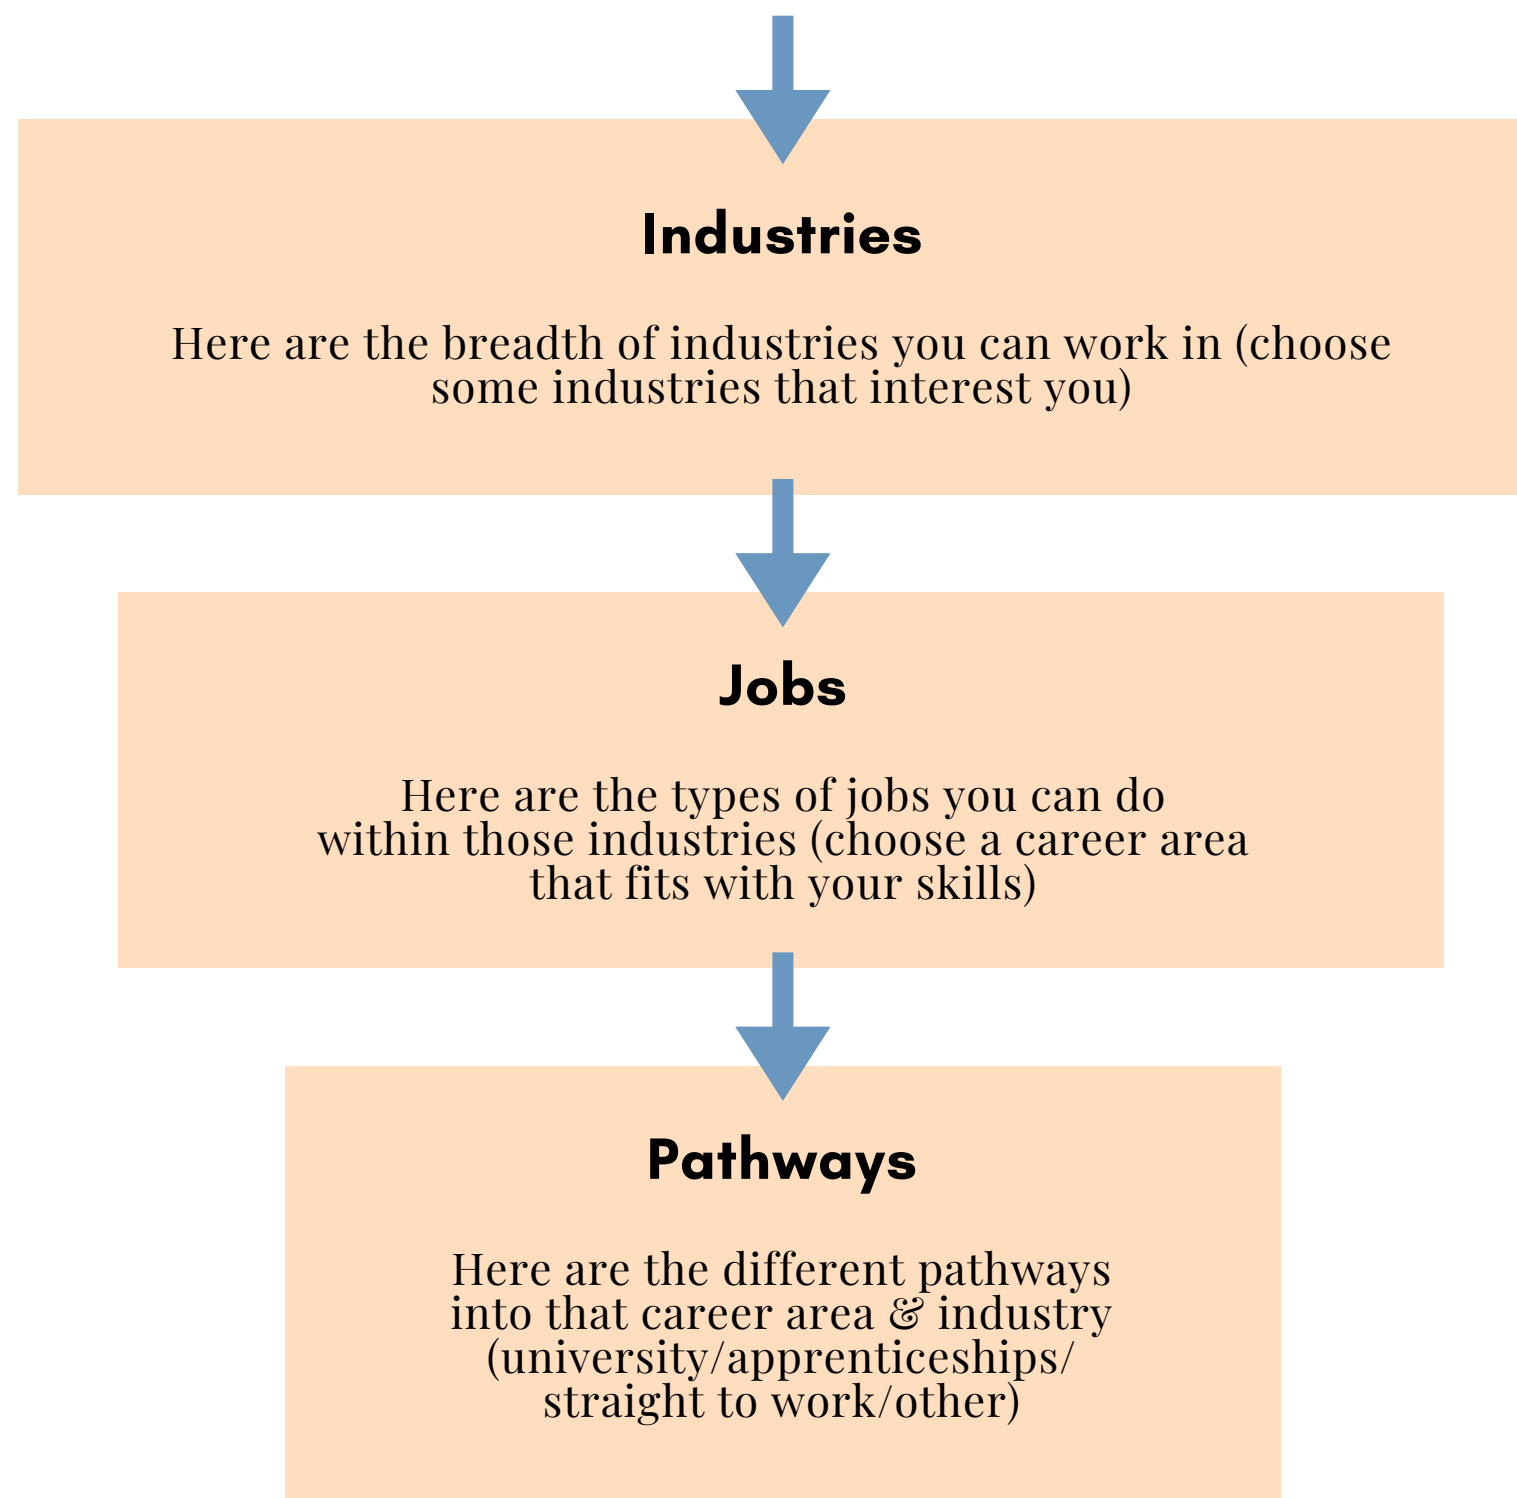 Industries
Here are the breadth of industries you can work in (choose
some industries that interest you)
Jobs
Here are the types of jobs you can do
within those industries (choose a career area
that fits with your skills)
Pathways
Here are the different pathways
into that career area & industry
(university/apprenticeships/
straight to work/other)